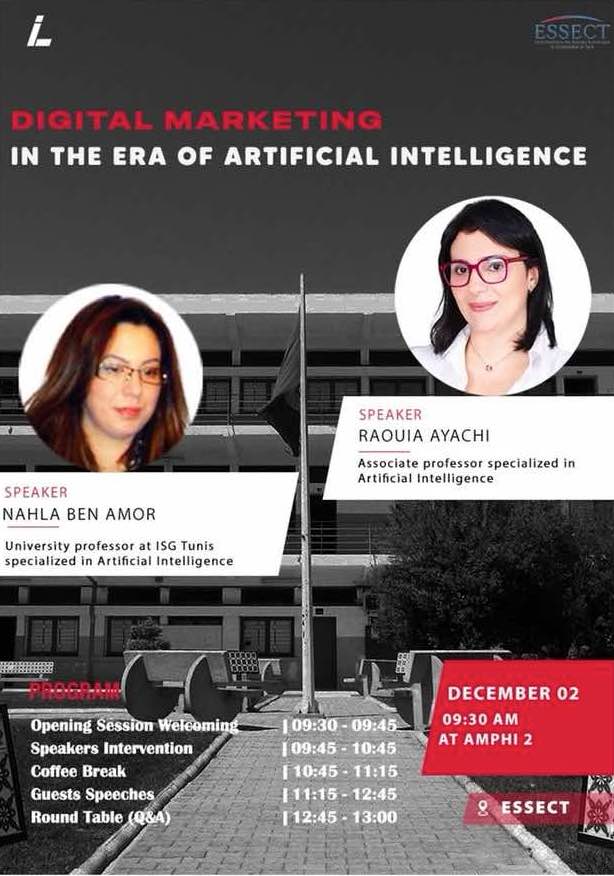 iL
ESSECT
DIGITAL MARKETING
IN THE ERA OF ARTIFICIAL INTELLIGENCE
SPEAKER
RAOUIA AYACHI
Associate professor specialized in
Artificial Intelligence
SPEAKER
NAHLA BEN AMOR
University professor at ISG Tunis
specialized in Artificial Intelligence
PROGRAM
Opening Session Welcoming | 09:30 - 09:45
Speakers Intervention | 09:45 - 10:45
Coffee Break | 10:45 - 11:15
Guests Speeches | 11:15 - 12:45
Round Table (Q&A) | 12:45 - 13:00
DECEMBER 02
09:30 AM
AT AMPHI 2
ESSECT